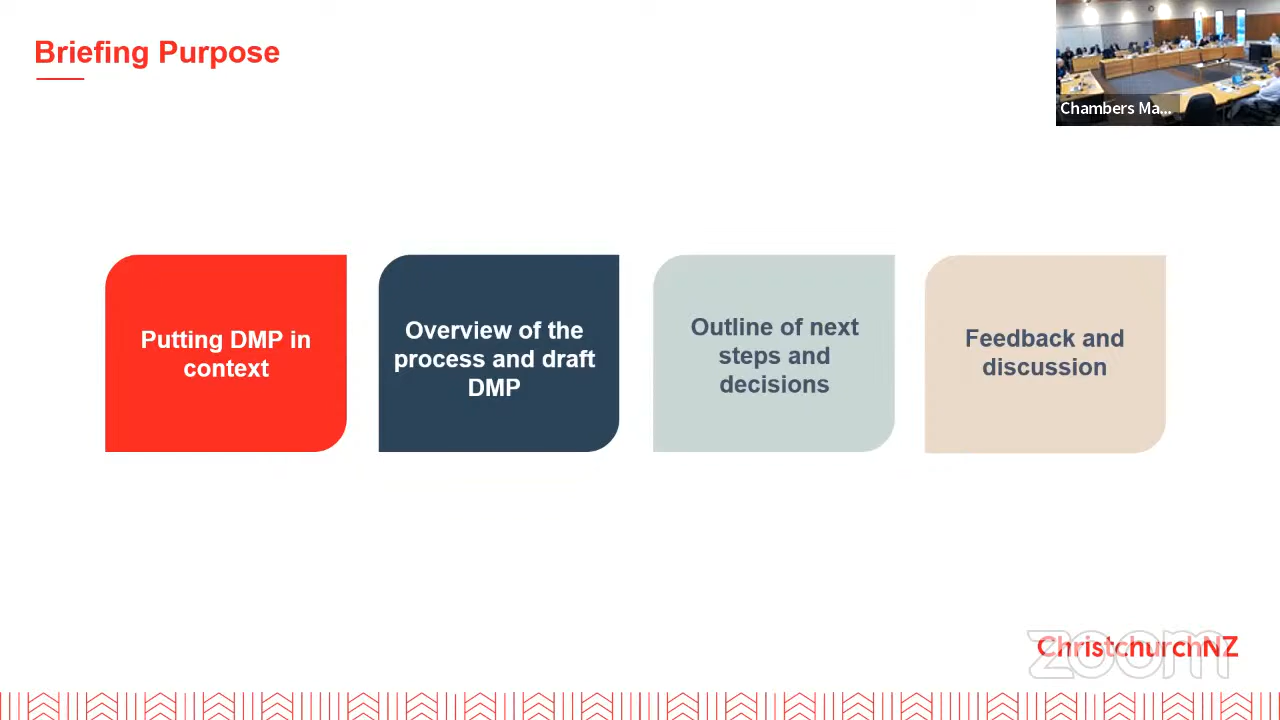 Briefing Purpose
Chambers Ma...
Putting DMP in
context
Overview of the
process and draft
DMP
Outline of next
steps and
decisions
Feedback and
discussion
ChristchurchNZ
zoom